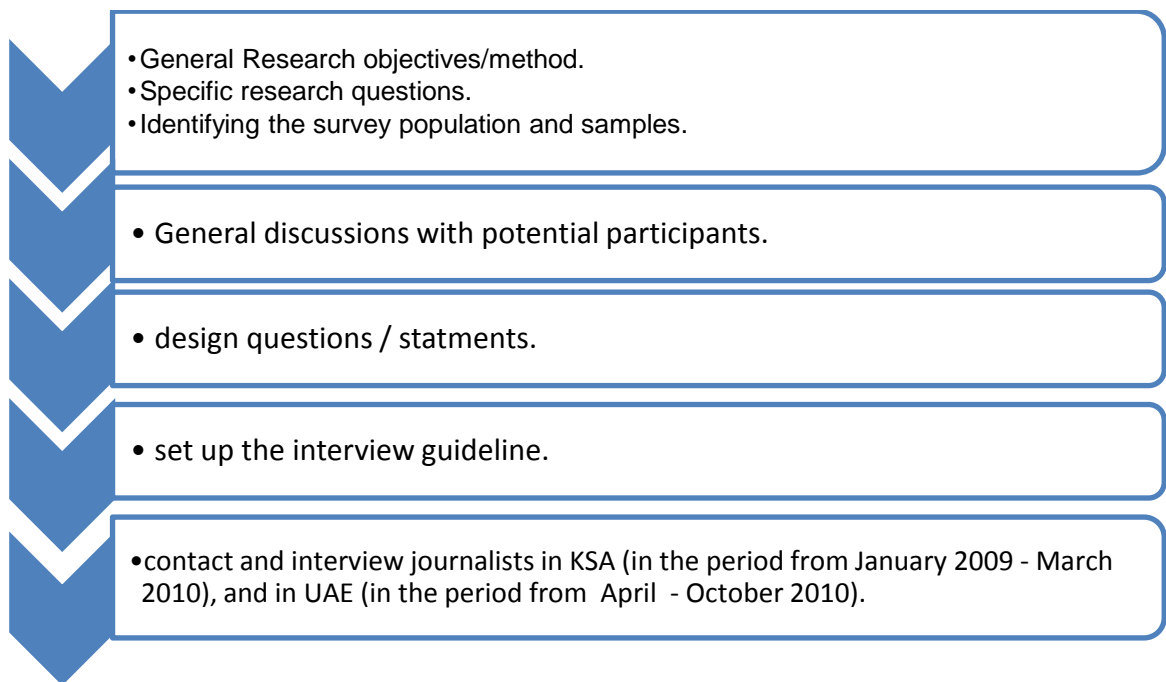 •General Research objectives/method.
•Specific research questions.
•Identifying the survey population and samples.
• General discussions with potential participants.
• design questions / statments.
• set up the interview guideline.
•contact and interview journalists in KSA (in the period from January 2009 - March
2010), and in UAE (in the period from April - October 2010).